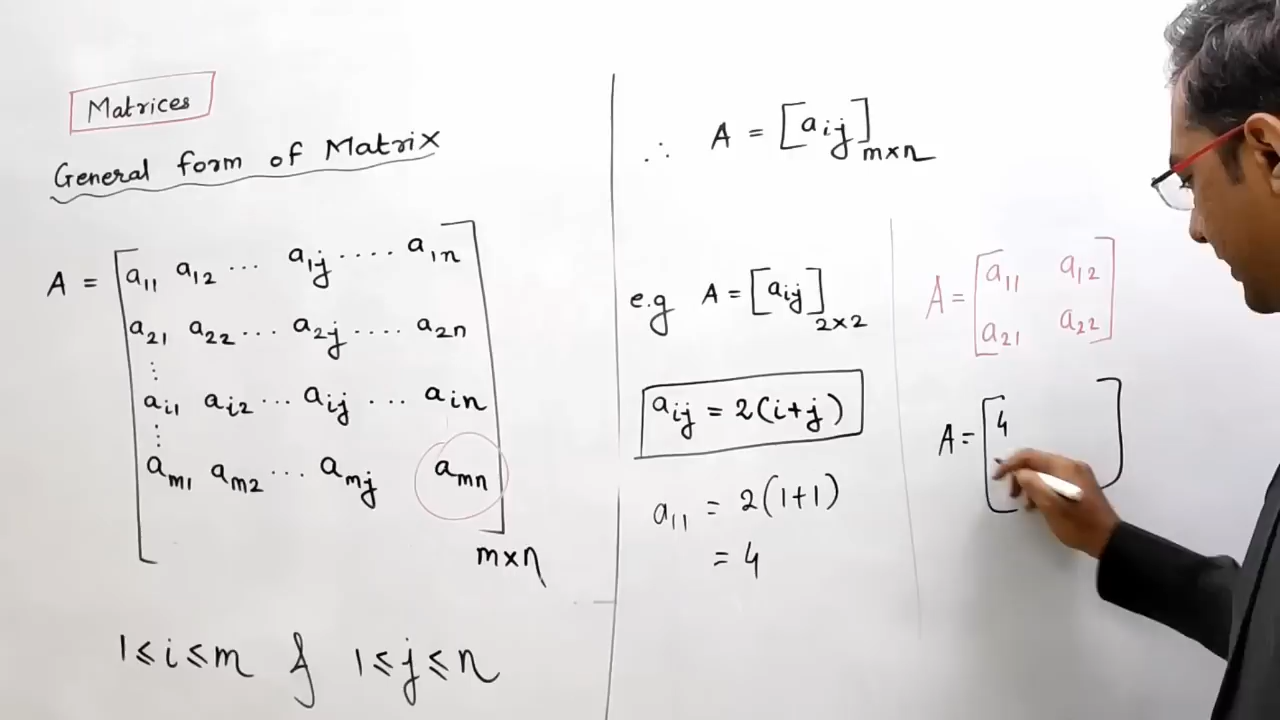 Matrices
General form of Matrix
A = [ a₁₁ a₁₂ ... a₁ⱼ .... a₁ₙ
a₂₁ a₂₂ ... a₂ⱼ .... a₂ₙ
⋮
aᵢ₁ aᵢ₂ ... aᵢⱼ ... aᵢₙ
⋮
aₘ₁ aₘ₂ ... aₘⱼ aₘₙ ]
m×n
1≤i≤m & 1≤j≤n
∴ A = [aᵢⱼ]m×n
e.g A = [aᵢⱼ]2×2
aᵢⱼ = 2(i+j)
a₁₁ = 2(1+1)
= 4
A = [ a₁₁ a₁₂
a₂₁ a₂₂ ]
A = [ 4 ]